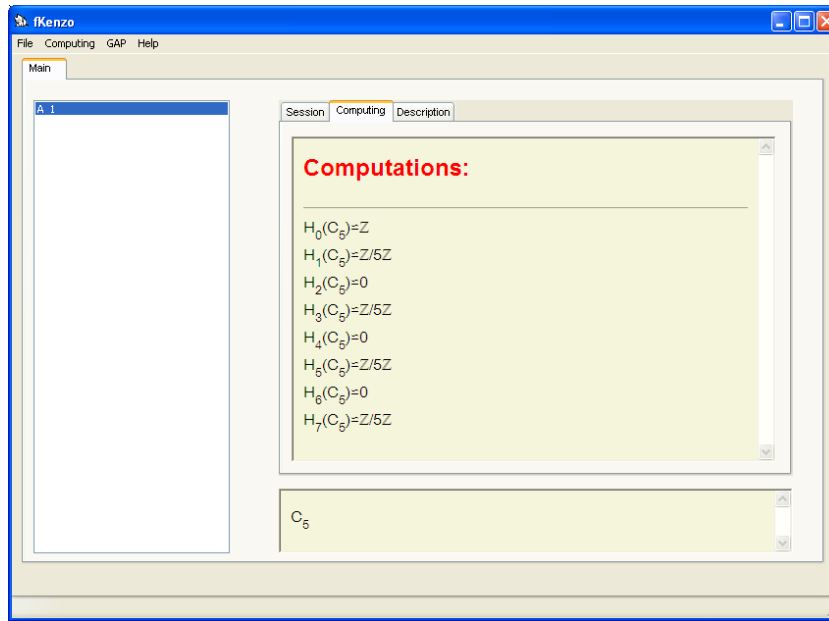 fKenzo
File Computing GAP Help
Main
A 1
Session Computing Description
Computations:
H₀(C₅)=Z
H₁(C₅)=Z/5Z
H₂(C₅)=0
H₃(C₅)=Z/5Z
H₄(C₅)=0
H₅(C₅)=Z/5Z
H₆(C₅)=0
H₇(C₅)=Z/5Z
C₅